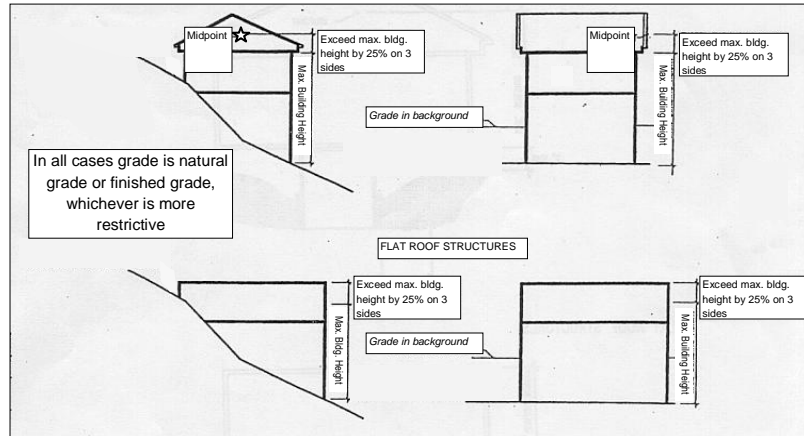 Midpoint
Exceed max. bldg.
height by 25% on 3
sides
Max. Building Height
Midpoint
Exceed max. bldg.
height by 25% on 3
sides
Max. Building Height
Grade in background
In all cases grade is natural
grade or finished grade,
whichever is more
restrictive
FLAT ROOF STRUCTURES
Exceed max. bldg.
height by 25% on 3
sides
Max. Bldg. Height
Grade in background
Exceed max. bldg.
height by 25% on 3
sides
Max. Building Height